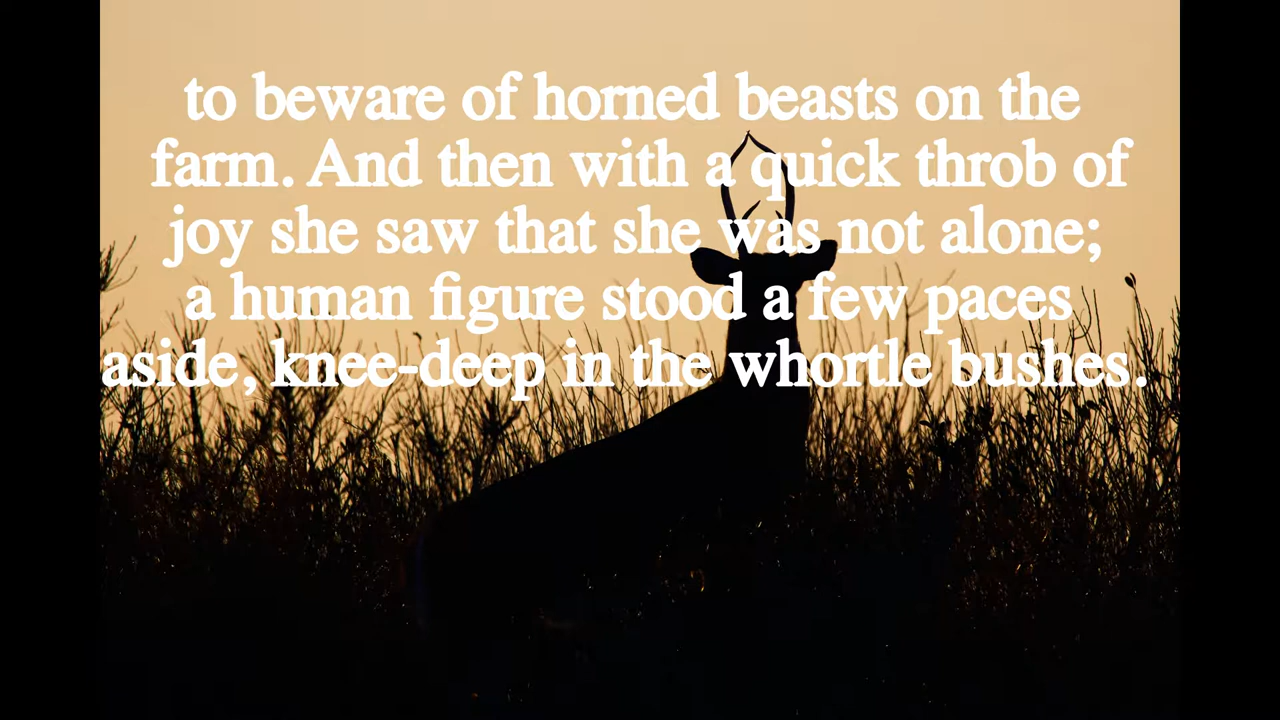 to beware of horned beasts on the
farm. And then with a quick throb of
joy she saw that she was not alone;
a human figure stood a few paces
aside, knee-deep in the whortle bushes.